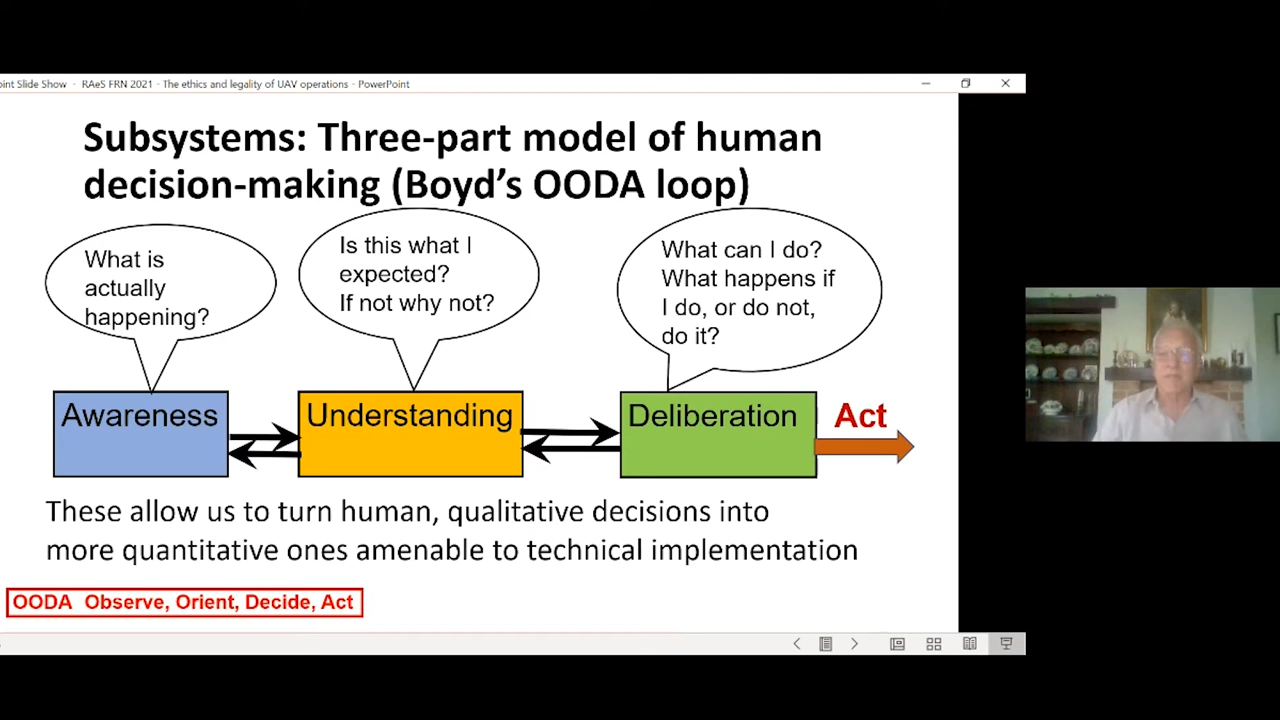 oint Slide Show - RAeS FRN 2021 - The ethics and legality of UAV operations - PowerPoint
Subsystems: Three-part model of human
decision-making (Boyd's OODA loop)
What is
actually
happening?
Is this what I
expected?
If not why not?
What can I do?
What happens if
I do, or do not,
do it?
Awareness
Understanding
Deliberation
Act
These allow us to turn human, qualitative decisions into
more quantitative ones amenable to technical implementation
OODA Observe, Orient, Decide, Act